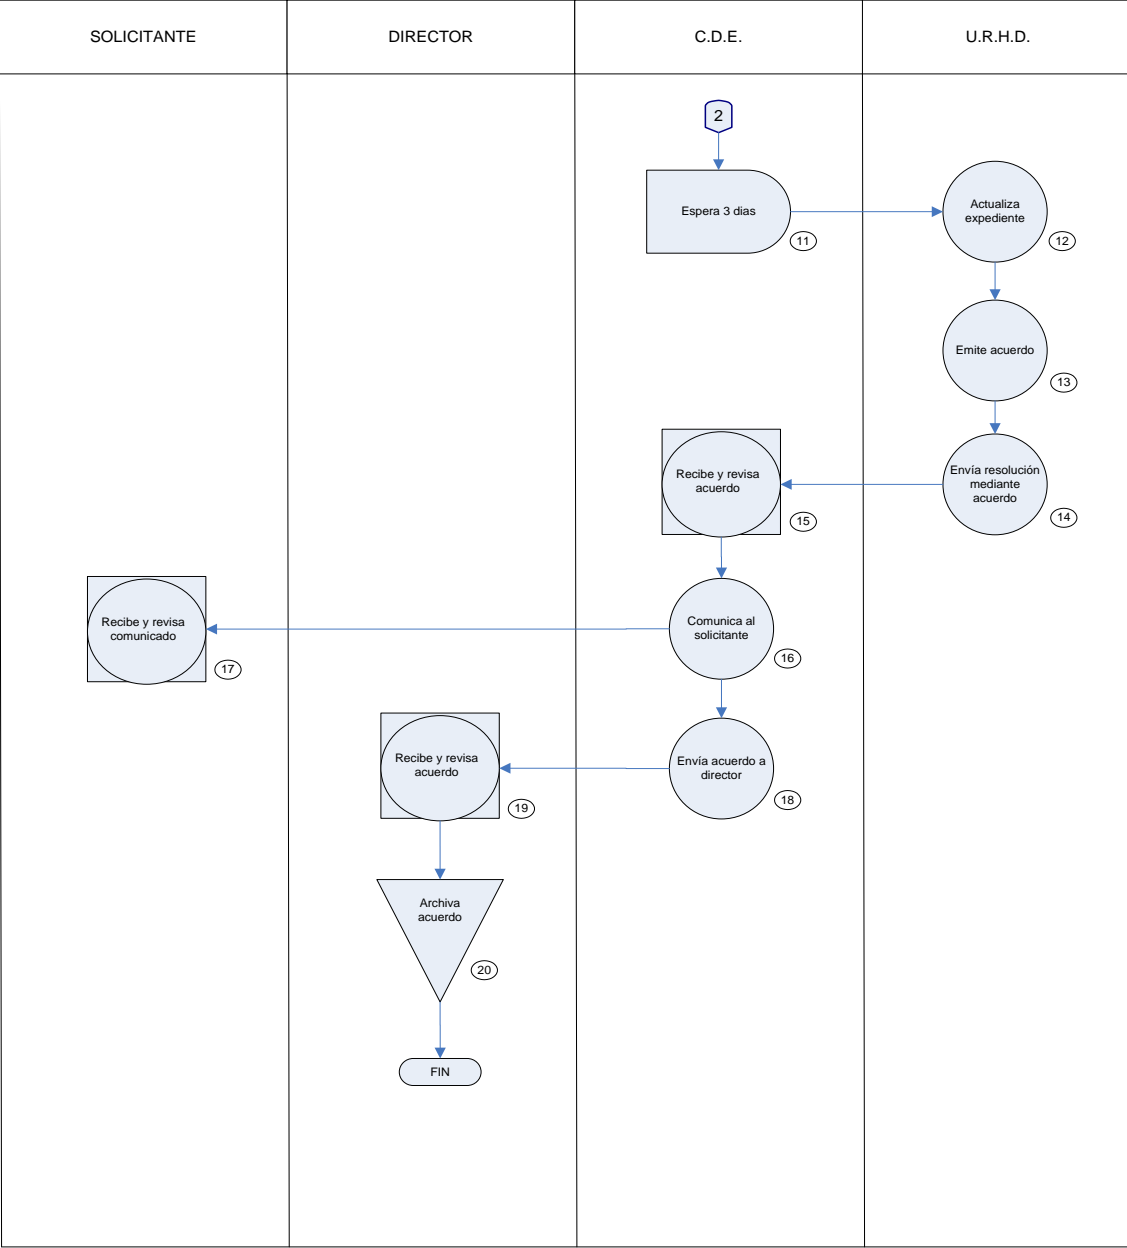 SOLICITANTE
DIRECTOR
C.D.E.
U.R.H.D.
2
Espera 3 dias
11
Actualiza
expediente
12
Emite acuerdo
13
Envía resolución
mediante
acuerdo
14
Recibe y revisa
acuerdo
15
Comunica al
solicitante
16
Recibe y revisa
comunicado
17
Envía acuerdo a
director
18
Recibe y revisa
acuerdo
19
Archiva
acuerdo
20
FIN